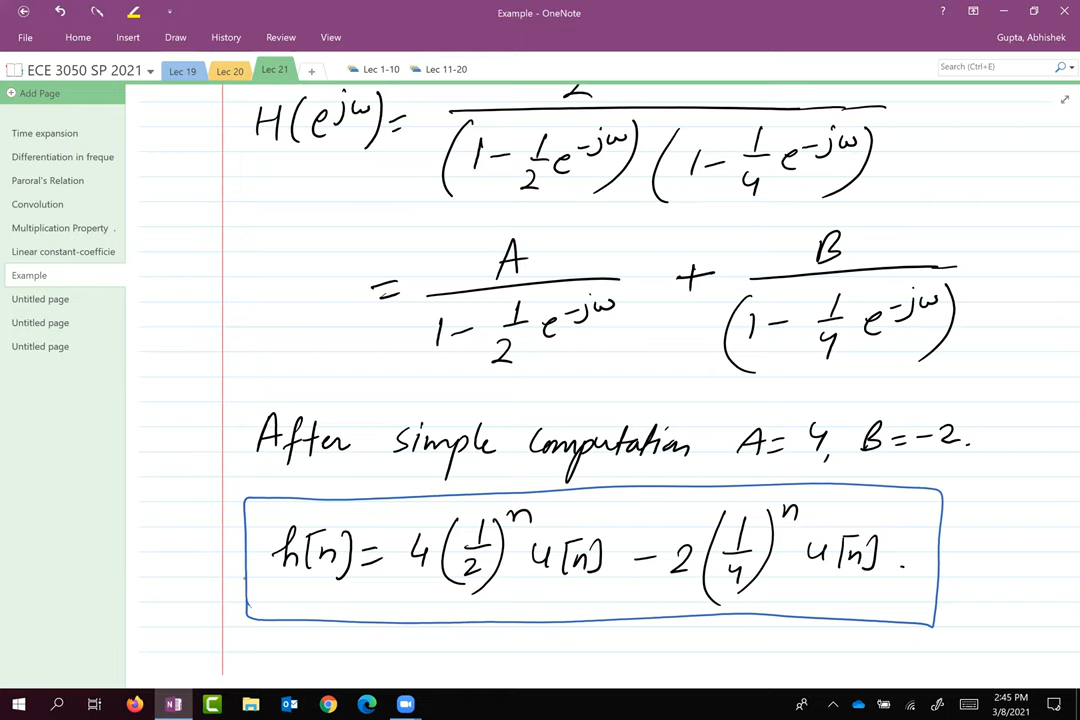 Example - OneNote
File Home Insert Draw History Review View
Gupta, Abhishek
ECE 3050 SP 2021 Lec 19 Lec 20 Lec 21 + Lec 1-10 Lec 11-20
Search (Ctrl+E)
Add Page
Time expansion
Differentiation in freque
Paroral's Relation
Convolution
Multiplication Property .
Linear constant-coefficie
Example
Untitled page
Untitled page
Untitled page
H(e^{jω}) = 2 / (1 - 1/2 e^{-jω}) (1 - 1/4 e^{-jω})
= A / 1 - 1/2 e^{-jω} + B / (1 - 1/4 e^{-jω})
After simple computation A = 4, B = -2.
h[n] = 4 (1/2)^n u[n] - 2 (1/4)^n u[n].
2:45 PM
3/8/2021